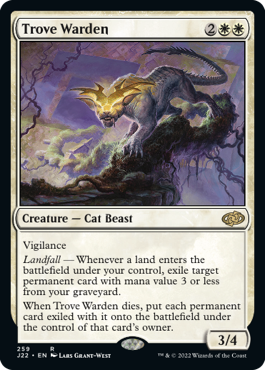 Trove Warden 2
Creature — Cat Beast
Vigilance
Landfall — Whenever a land enters the
battlefield under your control, exile target
permanent card with mana value 3 or less
from your graveyard.
When Trove Warden dies, put each permanent
card exiled with it onto the battlefield under
the control of that card's owner.
3/4
259 R
J22 • EN Lars Grant-West ™ & © 2022 Wizards of the Coast